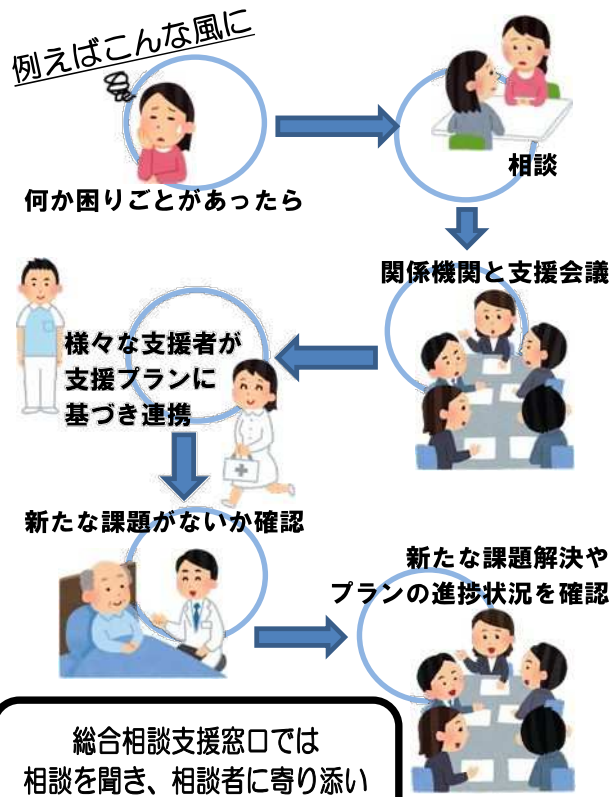 例えばこんな風に
何か困りごとがあったら
相談
関係機関と支援会議
様々な支援者が
支援プランに
基づき連携
新たな課題がないか確認
新たな課題解決や
プランの進捗状況を確認
総合相談支援窓口では
相談を聞き、相談者に寄り添い